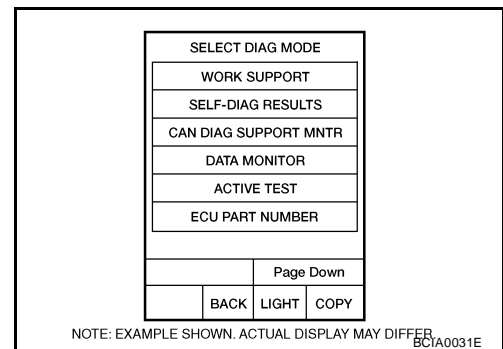 SELECT DIAG MODE
WORK SUPPORT
SELF-DIAG RESULTS
CAN DIAG SUPPORT MNTR
DATA MONITOR
ACTIVE TEST
ECU PART NUMBER
Page Down
BACK LIGHT COPY
NOTE: EXAMPLE SHOWN. ACTUAL DISPLAY MAY DIFFER.
BCIA0031E